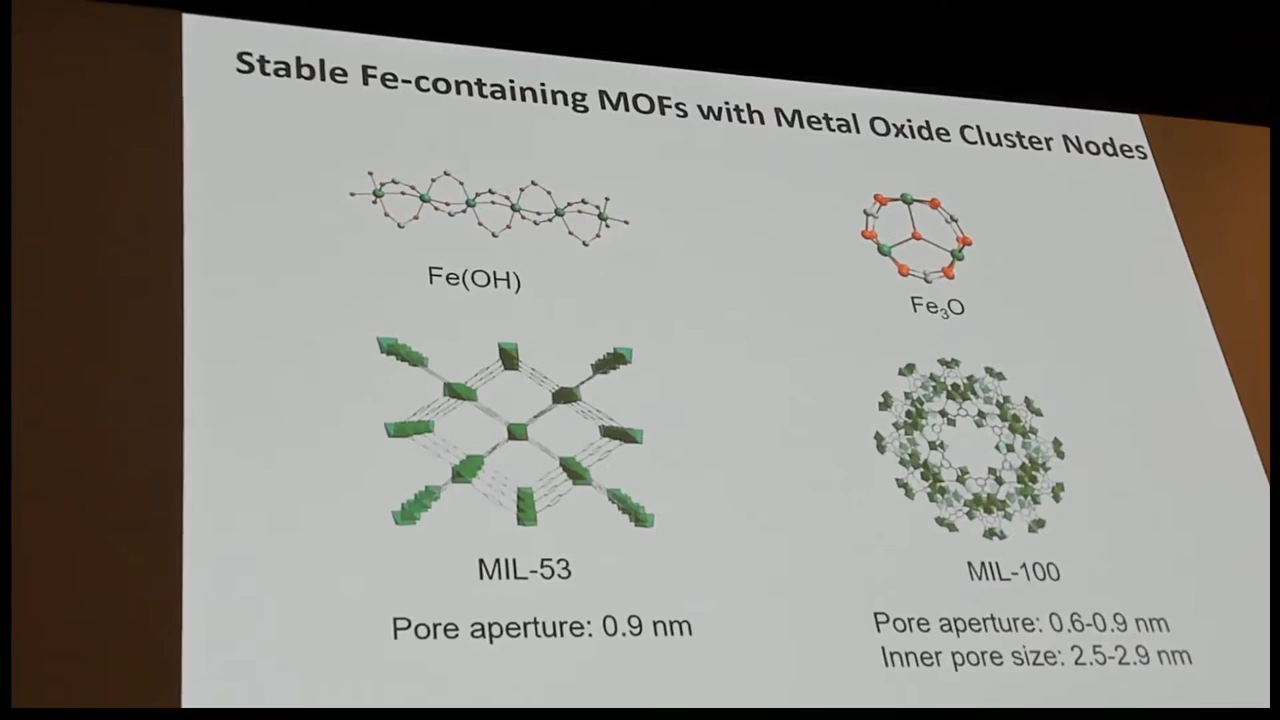 Stable Fe-containing MOFs with Metal Oxide Cluster Nodes
Fe(OH)
Fe₃O
MIL-53
MIL-100
Pore aperture: 0.9 nm
Pore aperture: 0.6-0.9 nm
Inner pore size: 2.5-2.9 nm